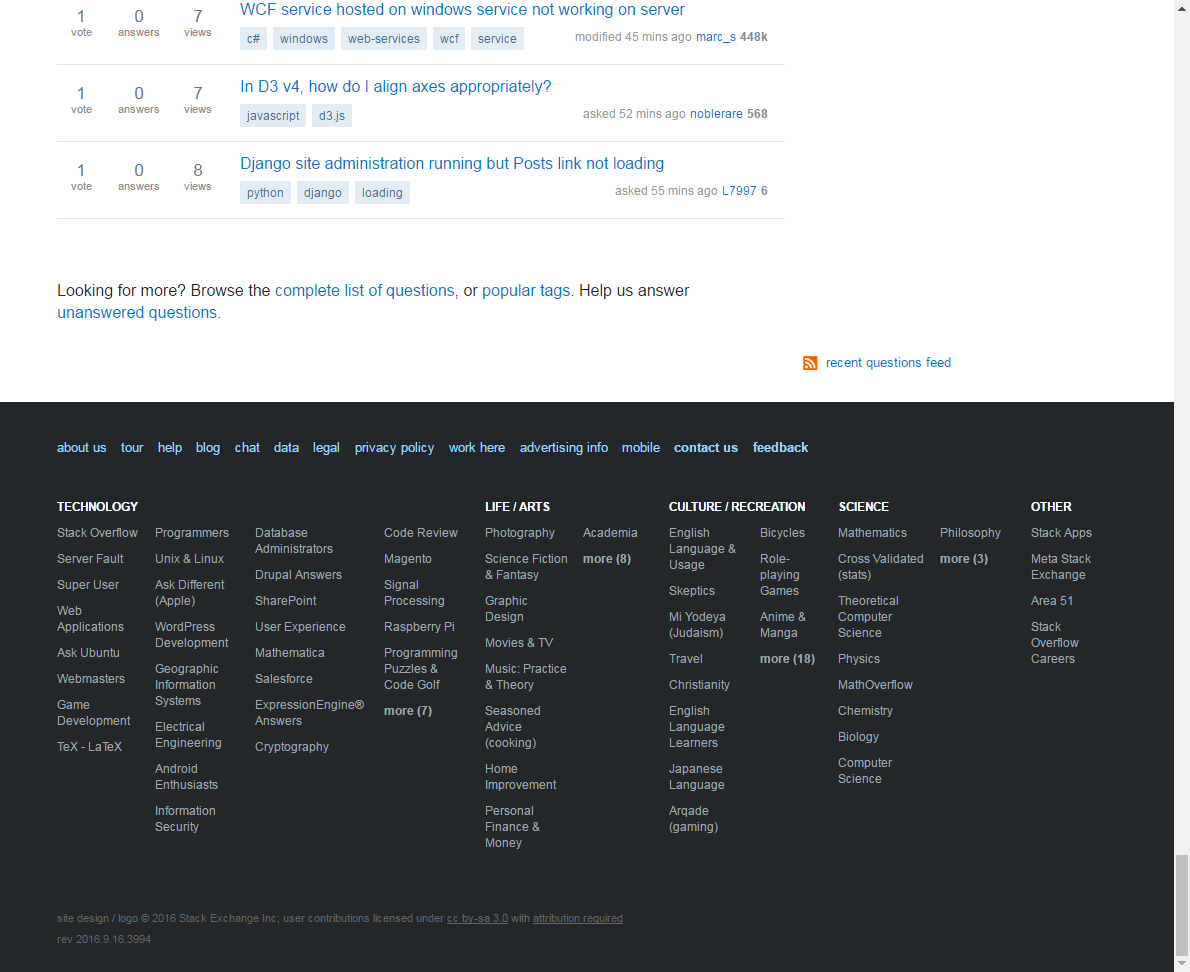 WCF service hosted on windows service not working on server
1 0 7
vote answers views
c# windows web-services wcf service
modified 45 mins ago marc_s 448k
In D3 v4, how do I align axes appropriately?
1 0 7
vote answers views
javascript d3.js
asked 52 mins ago noblerare 568
Django site administration running but Posts link not loading
1 0 8
vote answers views
python django loading
asked 55 mins ago L7997 6
Looking for more? Browse the complete list of questions, or popular tags. Help us answer
unanswered questions.
recent questions feed
about us tour help blog chat data legal privacy policy work here advertising info mobile contact us feedback
TECHNOLOGY
Stack Overflow
Server Fault
Super User
Web
Applications
Ask Ubuntu
Webmasters
Game
Development
TeX - LaTeX
Programmers
Unix & Linux
Ask Different
(Apple)
WordPress
Development
Geographic
Information
Systems
Electrical
Engineering
Android
Enthusiasts
Information
Security
Database
Administrators
Drupal Answers
SharePoint
User Experience
Mathematica
Salesforce
ExpressionEngine®
Answers
Cryptography
Code Review
Magento
Signal
Processing
Raspberry Pi
Programming
Puzzles &
Code Golf
more (7)
LIFE / ARTS
Photography
Science Fiction
& Fantasy
Graphic
Design
Movies & TV
Music: Practice
& Theory
Seasoned
Advice
(cooking)
Home
Improvement
Personal
Finance &
Money
Academia
more (8)
CULTURE / RECREATION
English
Language &
Usage
Skeptics
Mi Yodeya
(Judaism)
Travel
Christianity
English
Language
Learners
Japanese
Language
Arqade
(gaming)
Bicycles
Role-
playing
Games
Anime &
Manga
more (18)
SCIENCE
Mathematics
Cross Validated
(stats)
Theoretical
Computer
Science
Physics
MathOverflow
Chemistry
Biology
Computer
Science
Philosophy
more (3)
OTHER
Stack Apps
Meta Stack
Exchange
Area 51
Stack
Overflow
Careers
site design / logo © 2016 Stack Exchange Inc; user contributions licensed under cc by-sa 3.0 with attribution required
rev 2016.9.16.3994